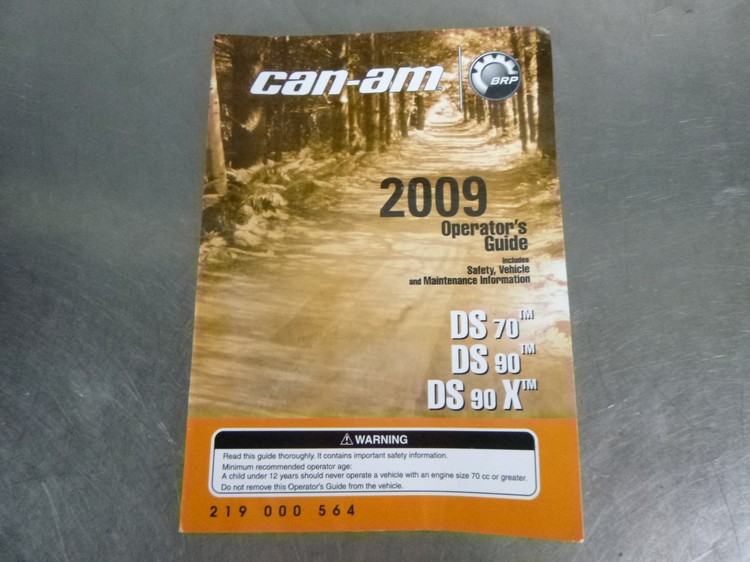 can-am
BRP
2009
Operator's
Guide
includes
Safety, Vehicle
and Maintenance Information
DS 70™
DS 90™
DS 90 X™
WARNING
Read this guide thoroughly. It contains important safety information.
Minimum recommended operator age:
A child under 12 years should never operate a vehicle with an engine size 70 cc or greater.
Do not remove this Operator's Guide from the vehicle.
219 000 564